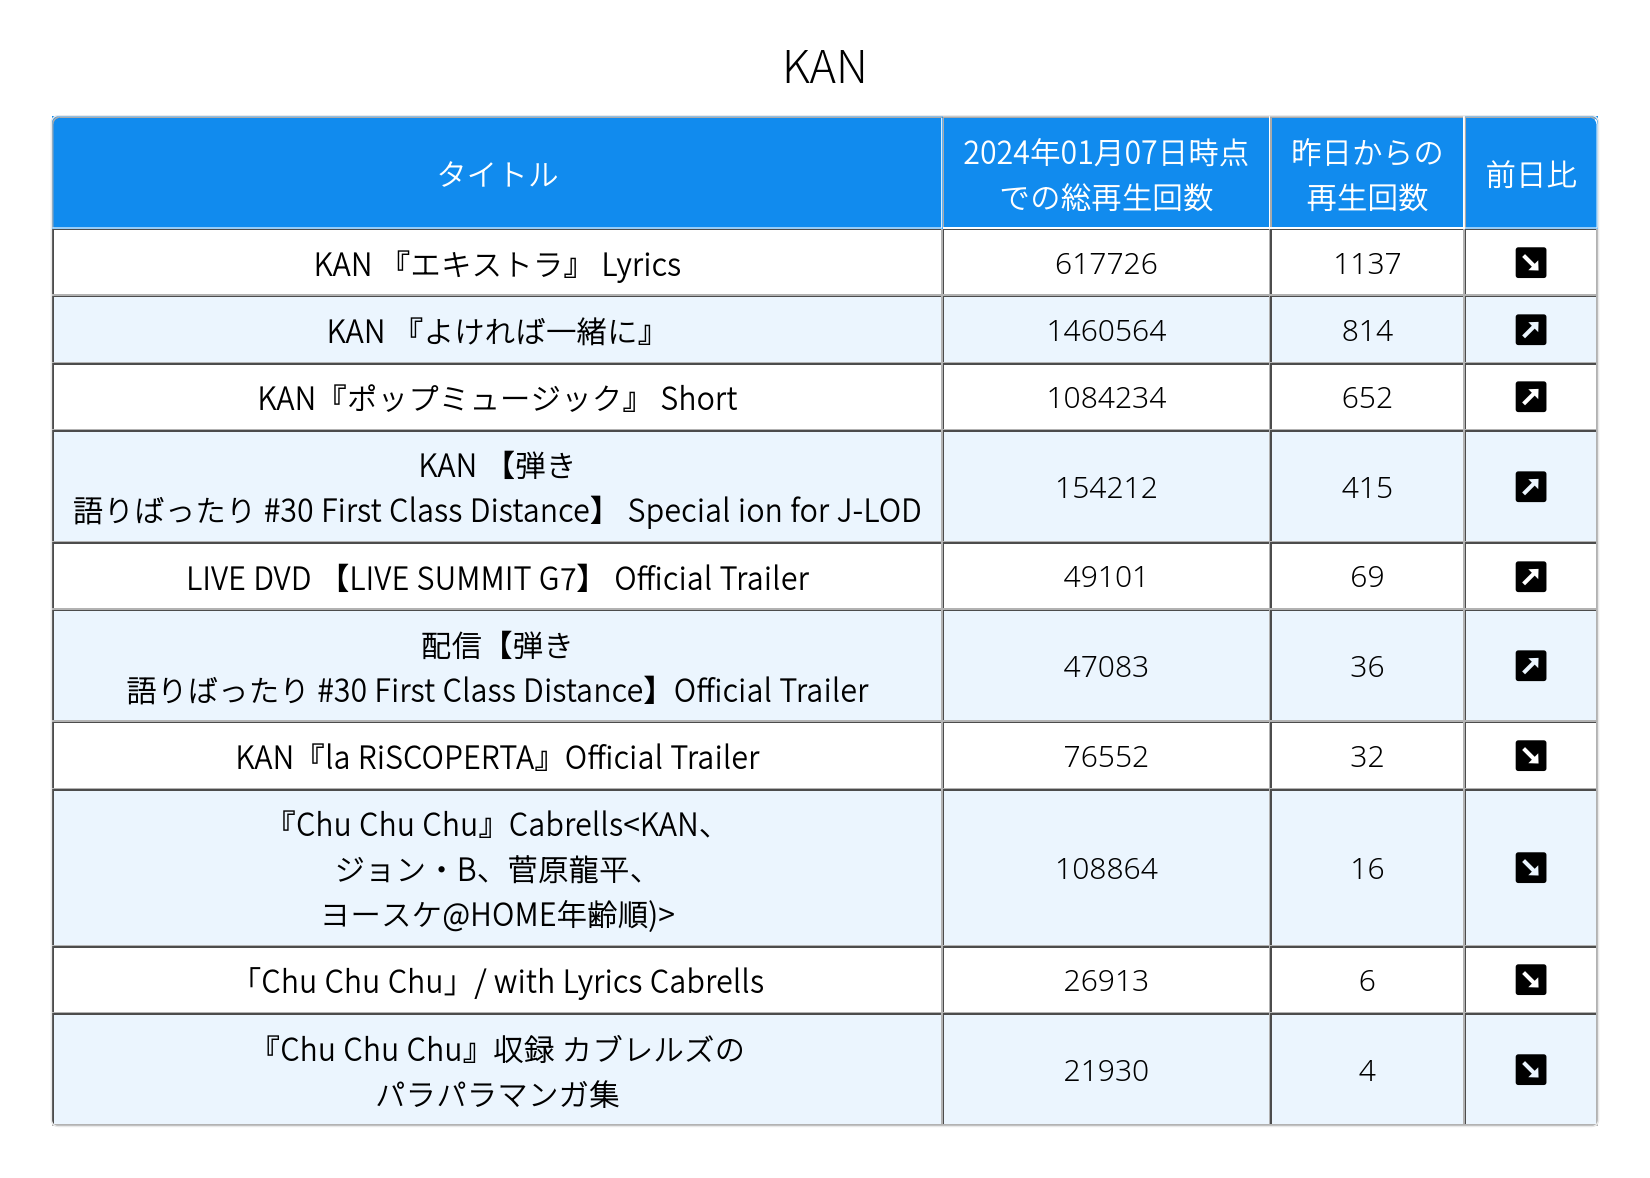 KAN
タイトル
2024年01月07日時点
での総再生回数
昨日からの
再生回数
前日比
KAN 『エキストラ』 Lyrics
617726
1137
KAN 『よければ一緒に』
1460564
814
KAN『ポップミュージック』 Short
1084234
652
KAN 【弾き
語りばったり #30 First Class Distance】 Special ion for J-LOD
154212
415
LIVE DVD 【LIVE SUMMIT G7】 Official Trailer
49101
69
配信【弾き
語りばったり #30 First Class Distance】Official Trailer
47083
36
KAN『la RiSCOPERTA』Official Trailer
76552
32
『Chu Chu Chu』Cabrells<KAN、
ジョン・B、菅原龍平、
ヨースケ@HOME年齢順)>
108864
16
「Chu Chu Chu」/ with Lyrics Cabrells
26913
6
『Chu Chu Chu』収録 カブレルズの
パラパラマンガ集
21930
4